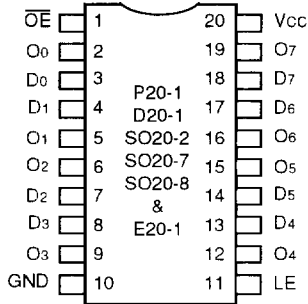 OE 1 20 Vcc
O0 2 19 O7
D0 3 18 D7
D1 4 P20-1 17 D6
D20-1
O1 5 SO20-2 16 O6
O2 6 SO20-7 15 O5
SO20-8
D2 7 & 14 D5
D3 8 E20-1 13 D4
O3 9 12 O4
GND 10 11 LE